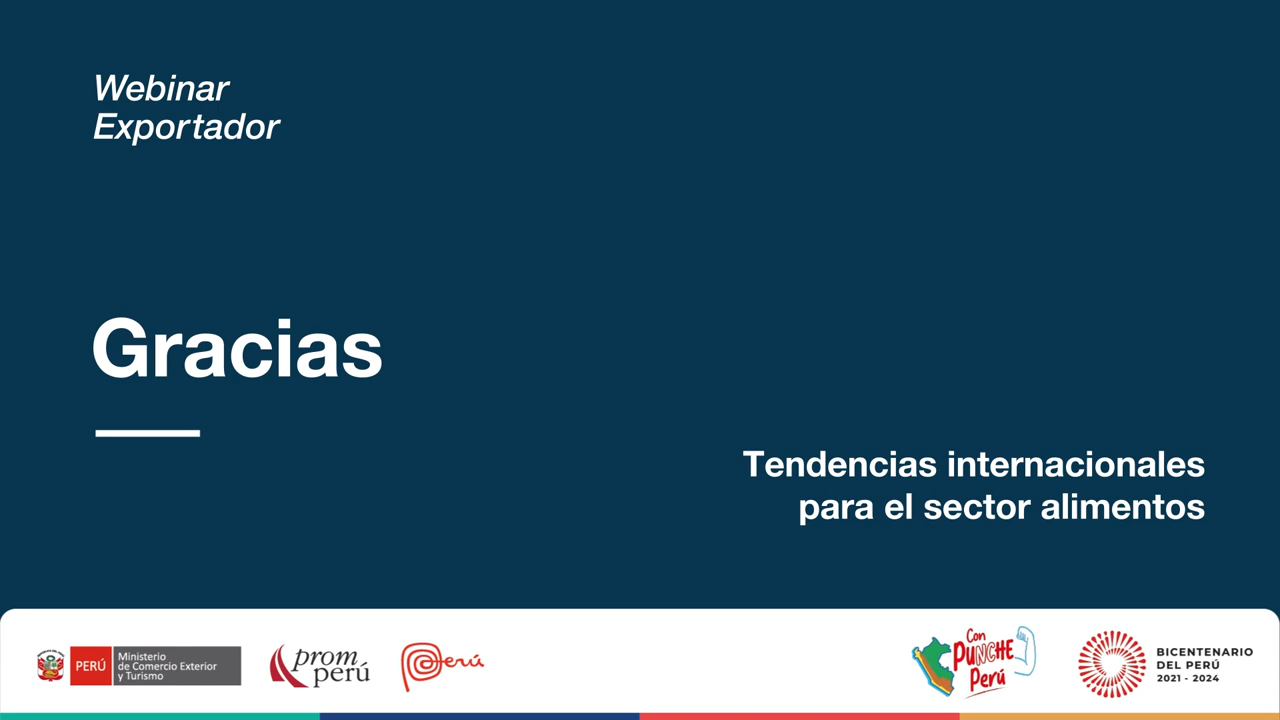 Webinar
Exportador
Gracias
Tendencias internacionales
para el sector alimentos
PERÚ
Ministerio
de Comercio Exterior
y Turismo
prom
perú
Perú
Con
PUNCHE
Perú
BICENTENARIO
DEL PERÚ
2021 - 2024